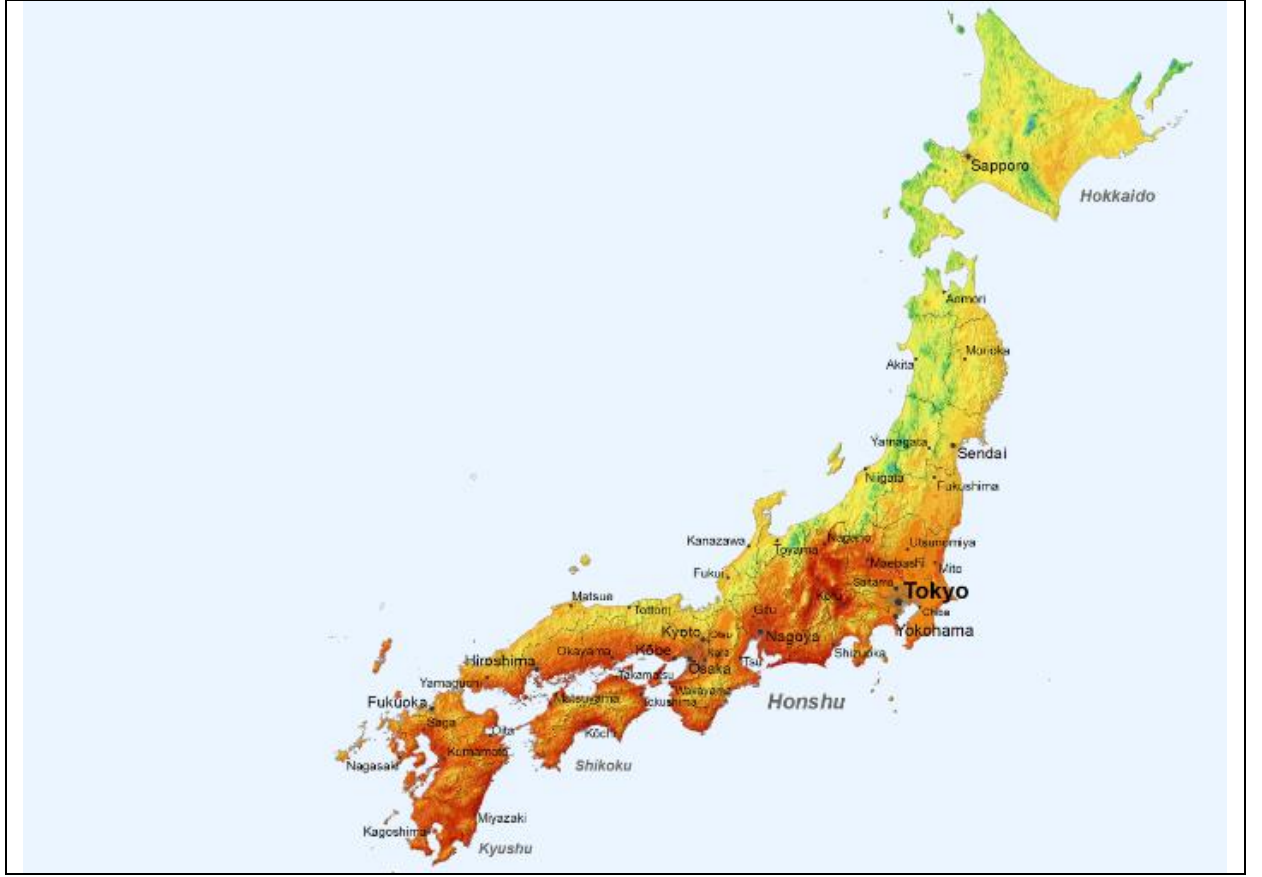 Sapporo
Hokkaido
Aomori
Morioka
Akita
Yamagata
Sendai
Niigata
Fukushima
Kanazawa
Toyama
Nagano
Utsunomiya
Maebashi
Mito
Fukui
Saitama
Tokyo
Matsue
Tottori
Gifu
Kofu
Chiba
Kyoto
Otsu
Nagoya
Yokohama
Okayama
Kōbe
Nara
Shizuoka
Hiroshima
Osaka
Tsu
Yamaguchi
Takamatsu
Wakayama
Fukuoka
Matsuyama
Tokushima
Honshu
Saga
Oita
Kōchi
Kumamoto
Nagasaki
Shikoku
Miyazaki
Kagoshima
Kyushu